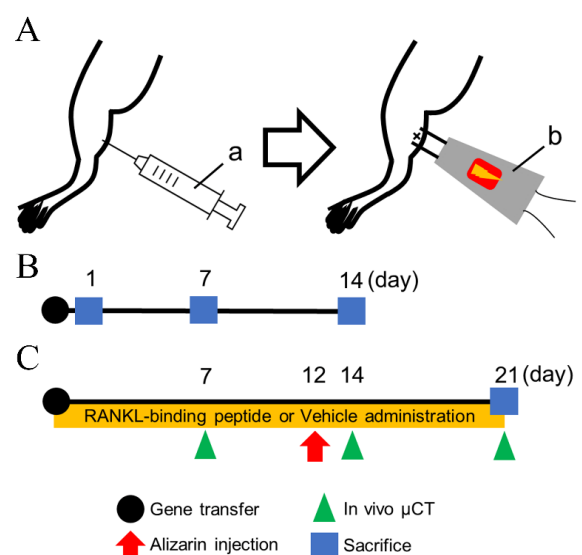 A
a
b
B
1 7 14 (day)
C
7 12 14 21 (day)
RANKL-binding peptide or Vehicle administration
Gene transfer In vivo μCT
Alizarin injection Sacrifice